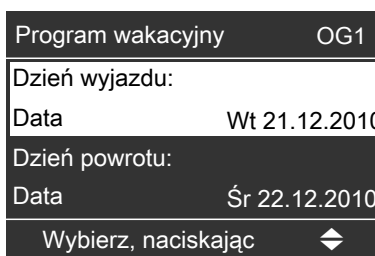 Program wakacyjny OG1
Dzień wyjazdu:
Data Wt 21.12.2010
Dzień powrotu:
Data Śr 22.12.2010
Wybierz, naciskając